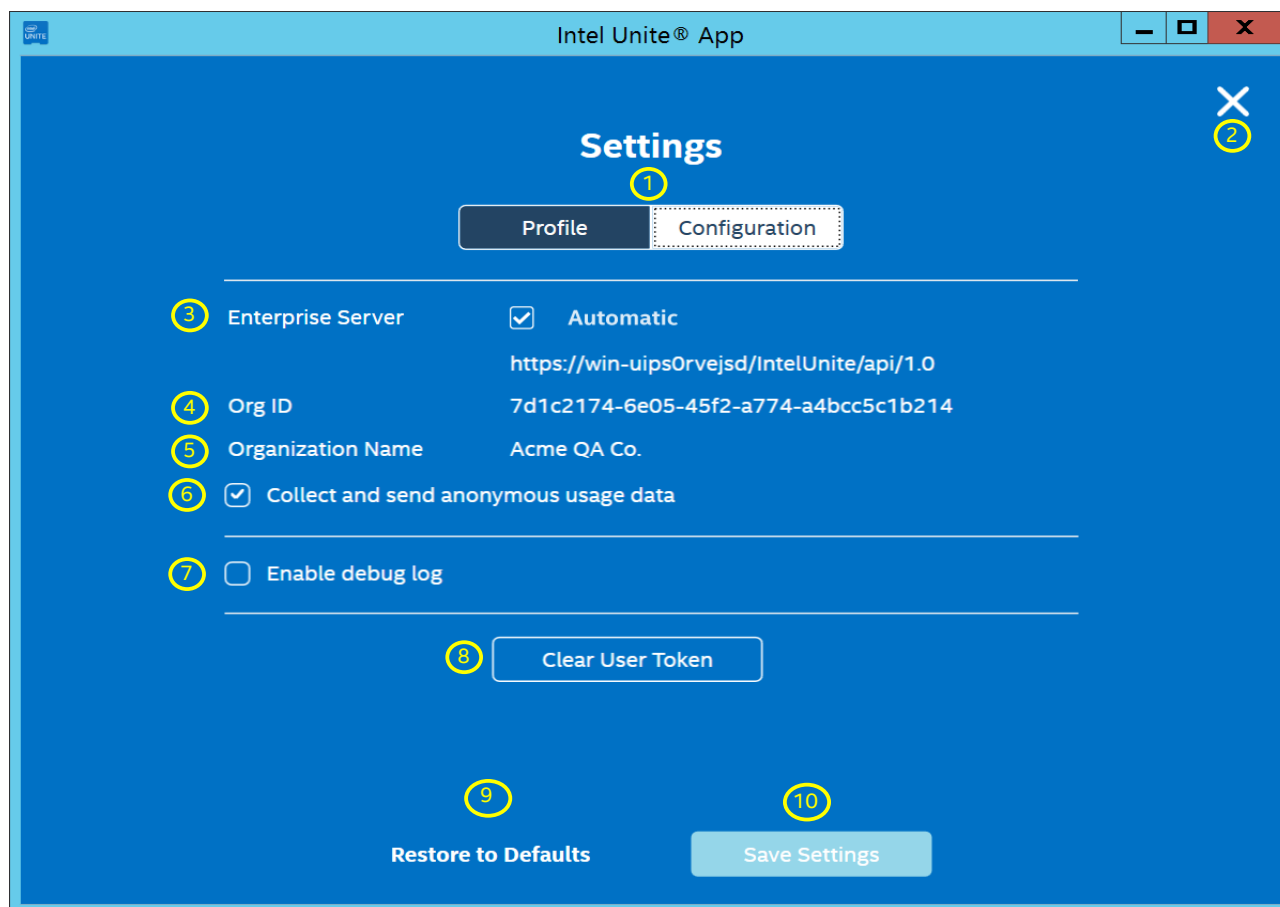 intel UNITE
Intel Unite® App
X
2
Settings
1
Profile Configuration
3 Enterprise Server Automatic
https://win-uips0rvejsd/IntelUnite/api/1.0
4 Org ID 7d1c2174-6e05-45f2-a774-a4bcc5c1b214
5 Organization Name Acme QA Co.
6 Collect and send anonymous usage data
7 Enable debug log
8 Clear User Token
9 10
Restore to Defaults Save Settings